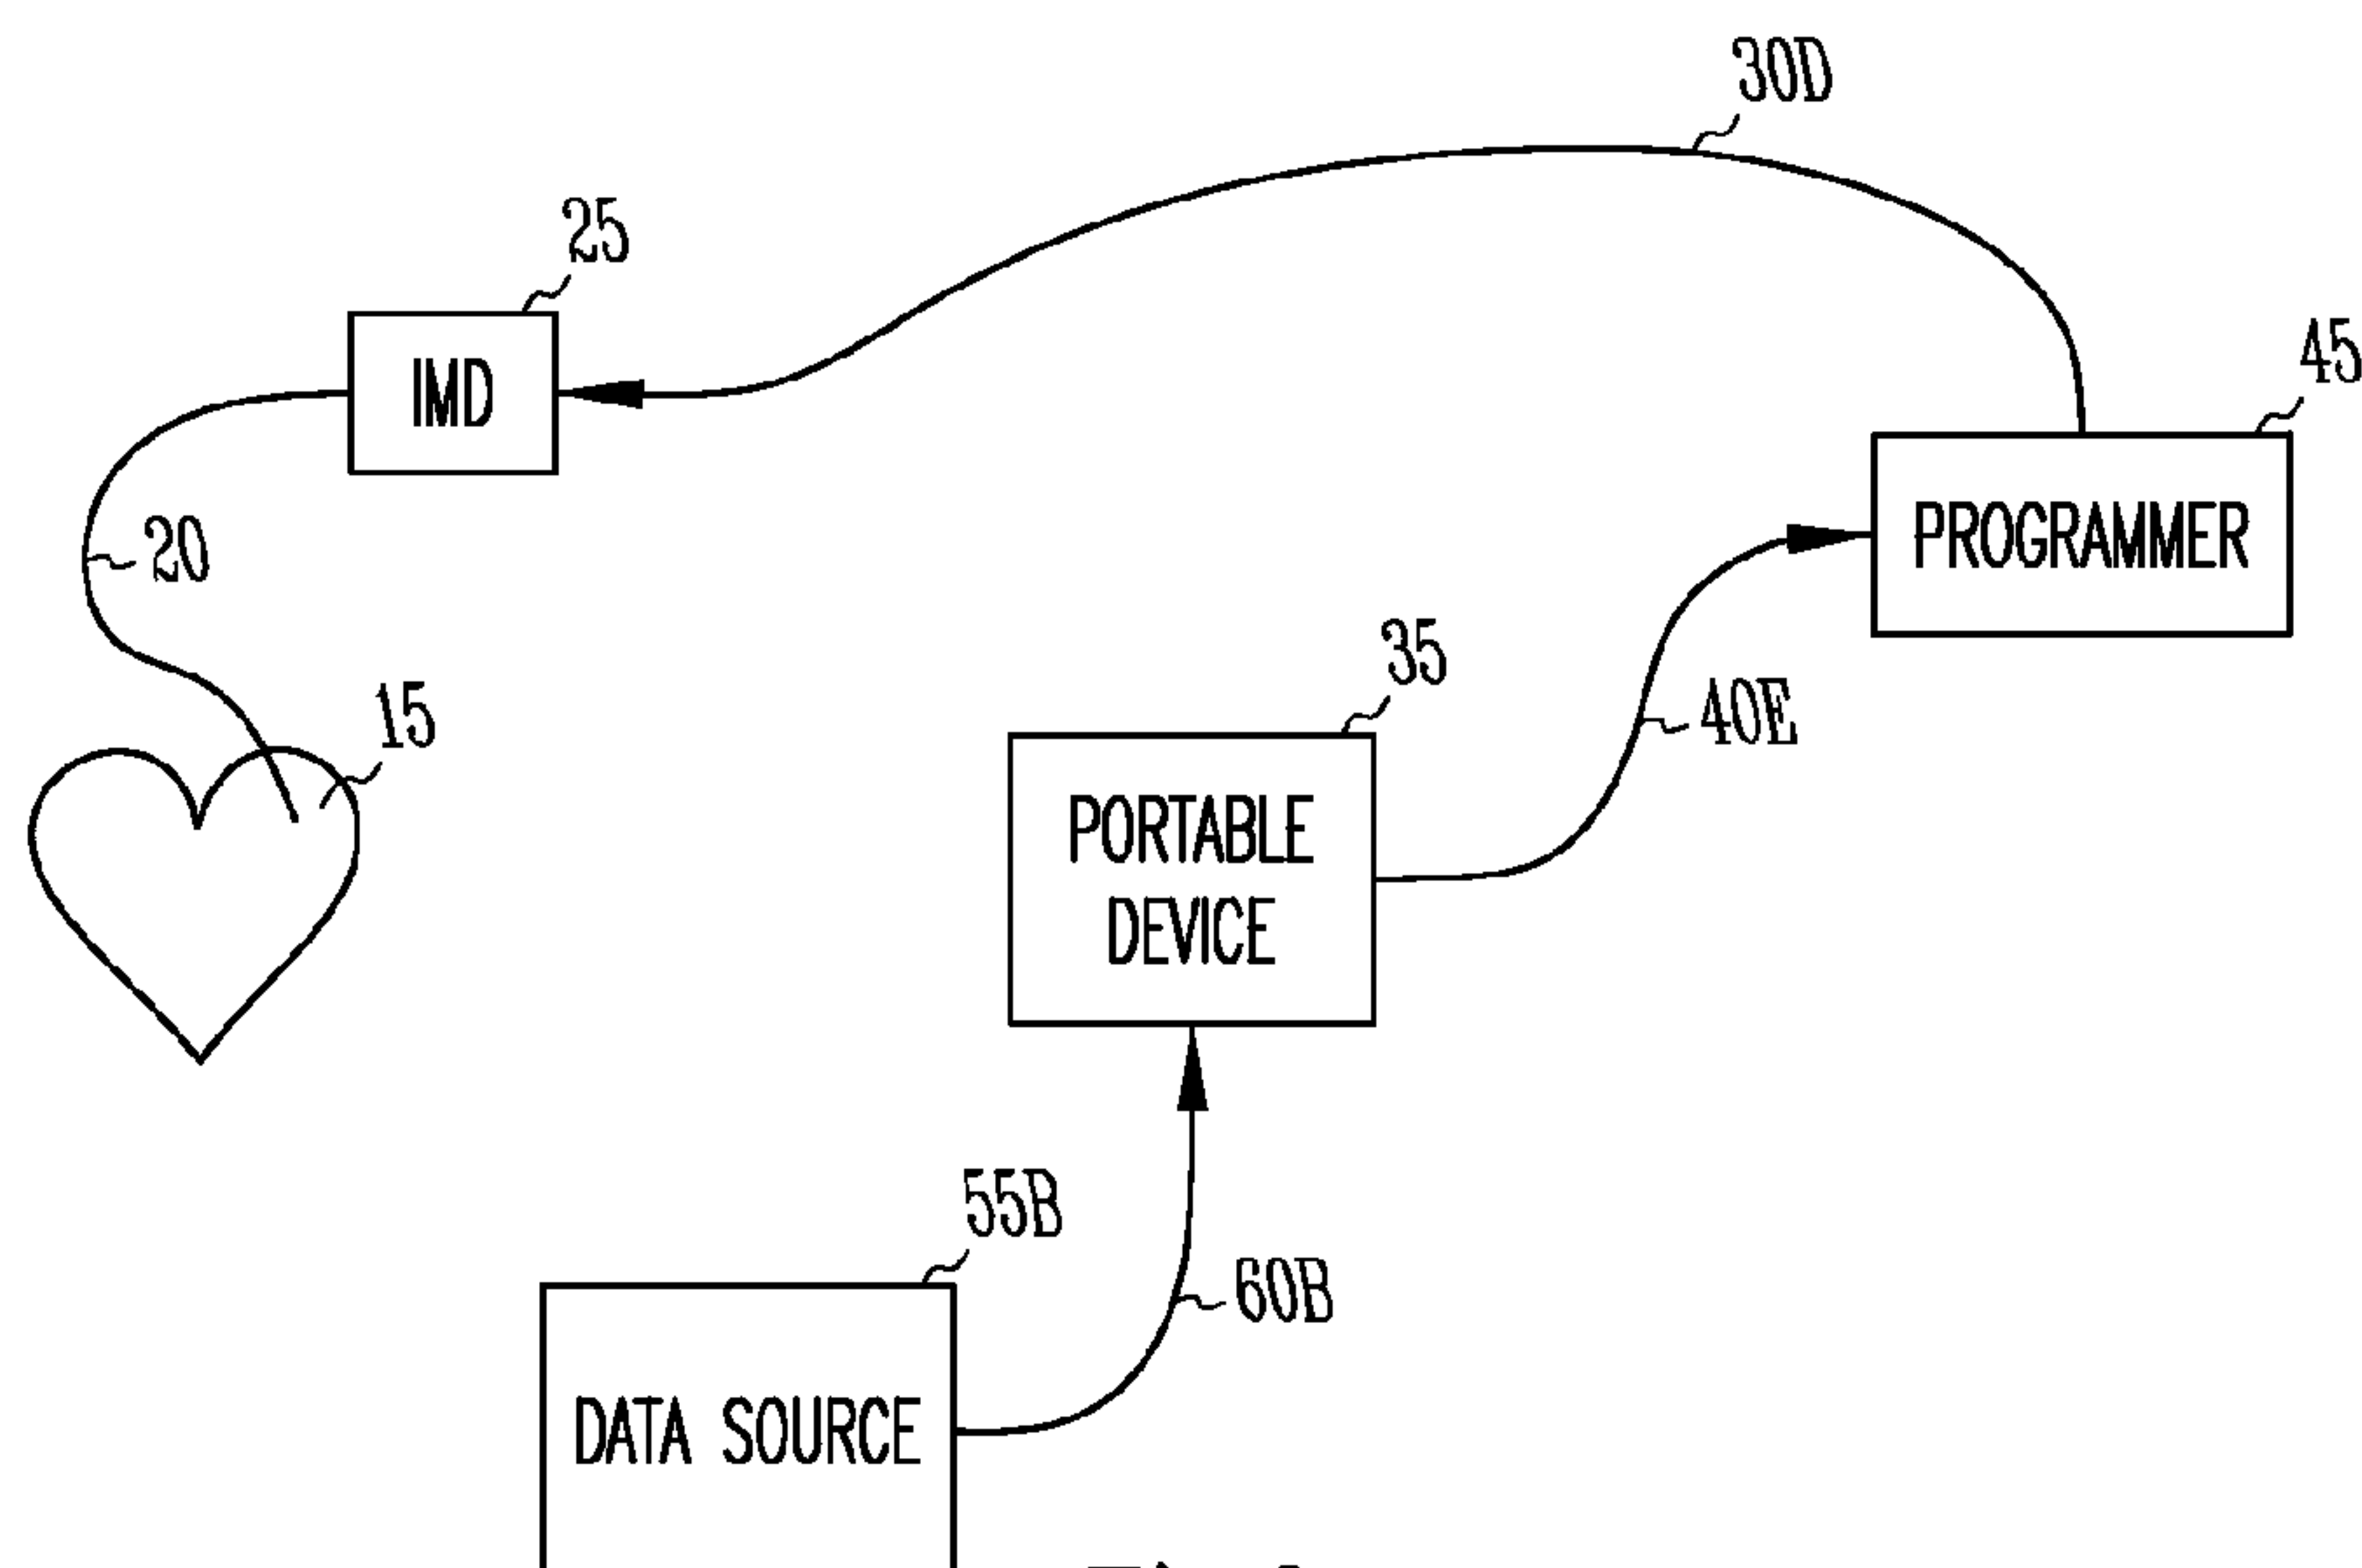 30D
25
IMD
45
PROGRAMMER
20
35
40E
15
PORTABLE
DEVICE
55B
60B
DATA SOURCE